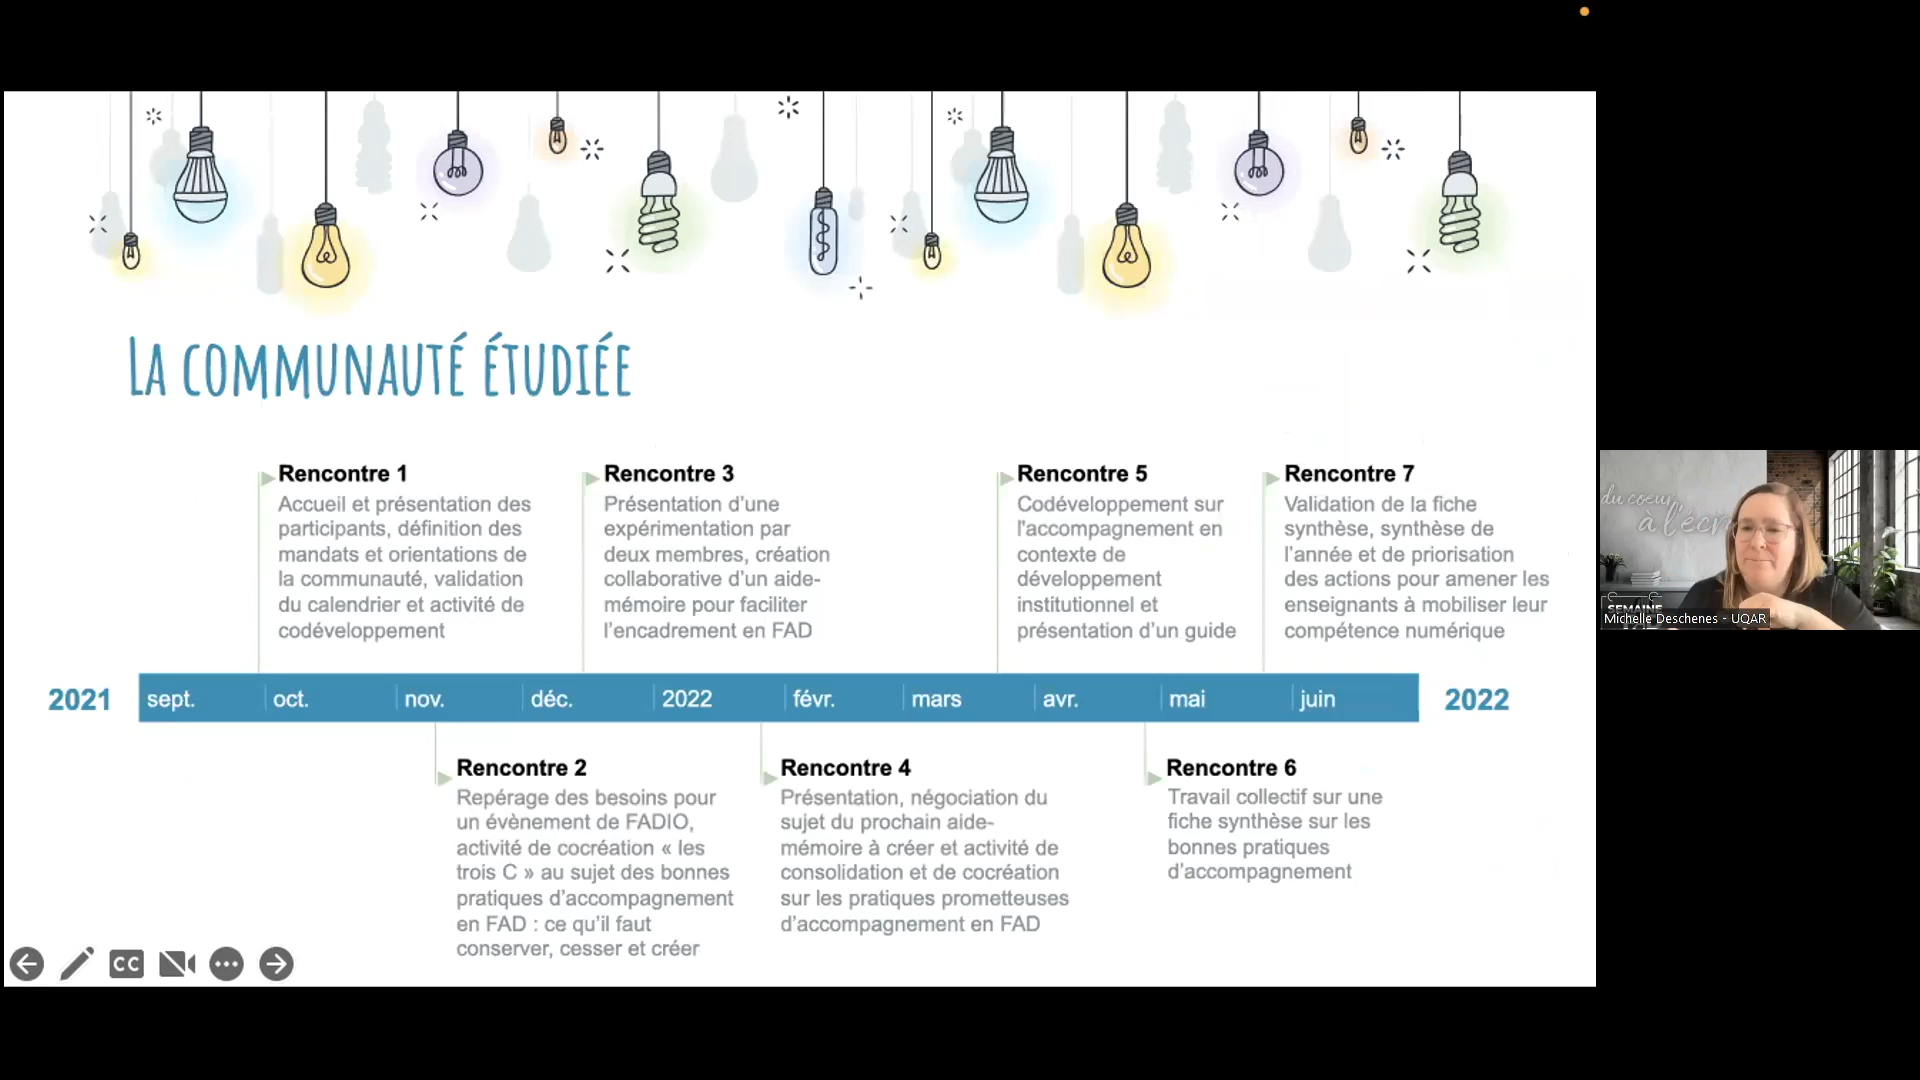 La communauté étudiée
Rencontre 1
Accueil et présentation des
participants, définition des
mandats et orientations de
la communauté, validation
du calendrier et activité de
codéveloppement
Rencontre 3
Présentation d’une
expérimentation par
deux membres, création
collaborative d’un aide-
mémoire pour faciliter
l’encadrement en FAD
Rencontre 5
Codéveloppement sur
l'accompagnement en
contexte de
développement
institutionnel et
présentation d’un guide
Rencontre 7
Validation de la fiche
synthèse, synthèse de
l’année et de priorisation
des actions pour amener les
enseignants à mobiliser leur
compétence numérique
2021 sept. oct. nov. déc. 2022 févr. mars avr. mai juin 2022
Rencontre 2
Repérage des besoins pour
un évènement de FADIO,
activité de cocréation « les
trois C » au sujet des bonnes
pratiques d’accompagnement
en FAD : ce qu’il faut
conserver, cesser et créer
Rencontre 4
Présentation, négociation du
sujet du prochain aide-
mémoire à créer et activité de
consolidation et de cocréation
sur les pratiques prometteuses
d’accompagnement en FAD
Rencontre 6
Travail collectif sur une
fiche synthèse sur les
bonnes pratiques
d’accompagnement
CC
du coeur
à l'écr
SEMAINE
Michelle Deschenes - UQAR